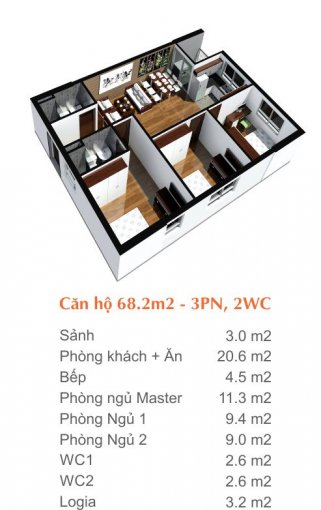 Căn hộ 68.2m2 - 3PN, 2WC
Sảnh 3.0 m2
Phòng khách + Ăn 20.6 m2
Bếp 4.5 m2
Phòng ngủ Master 11.3 m2
Phòng Ngủ 1 9.4 m2
Phòng Ngủ 2 9.0 m2
WC1 2.6 m2
WC2 2.6 m2
Logia 3.2 m2